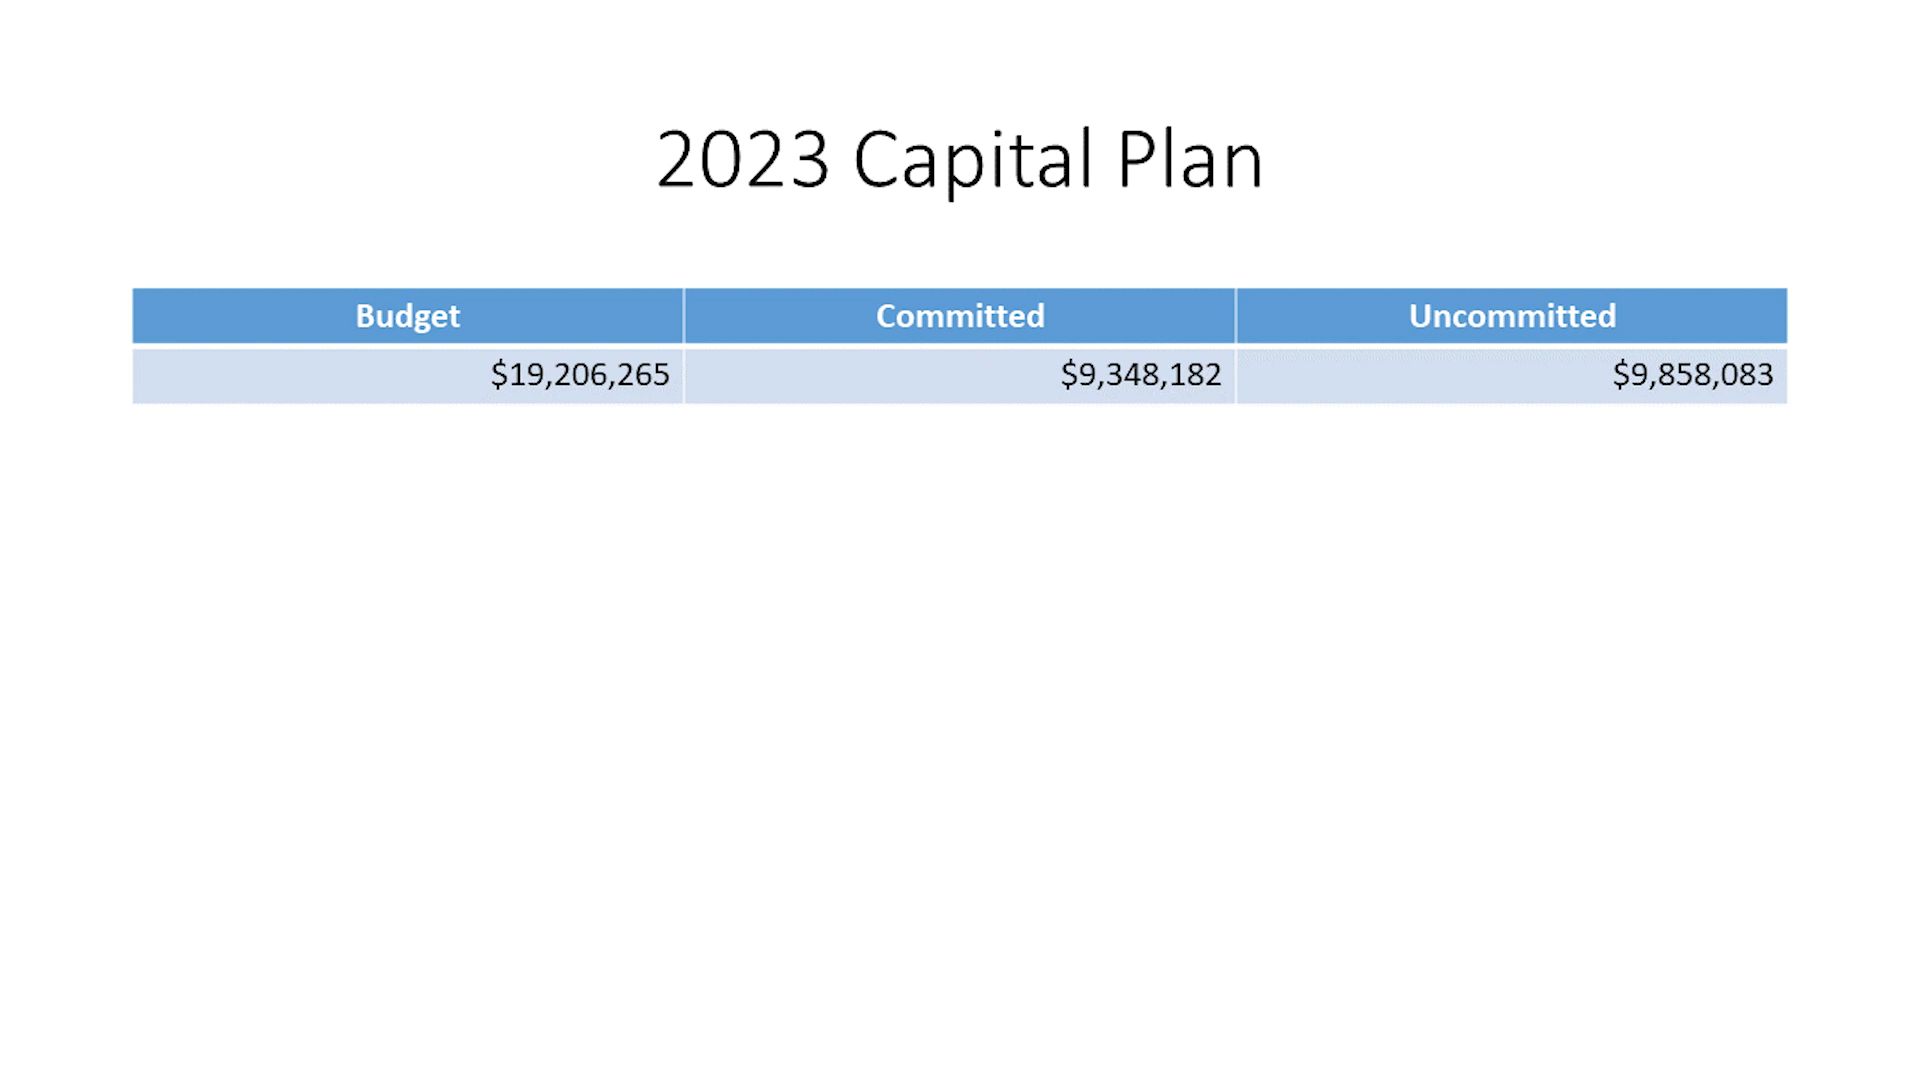 2023 Capital Plan
Budget Committed Uncommitted
$19,206,265 $9,348,182 $9,858,083